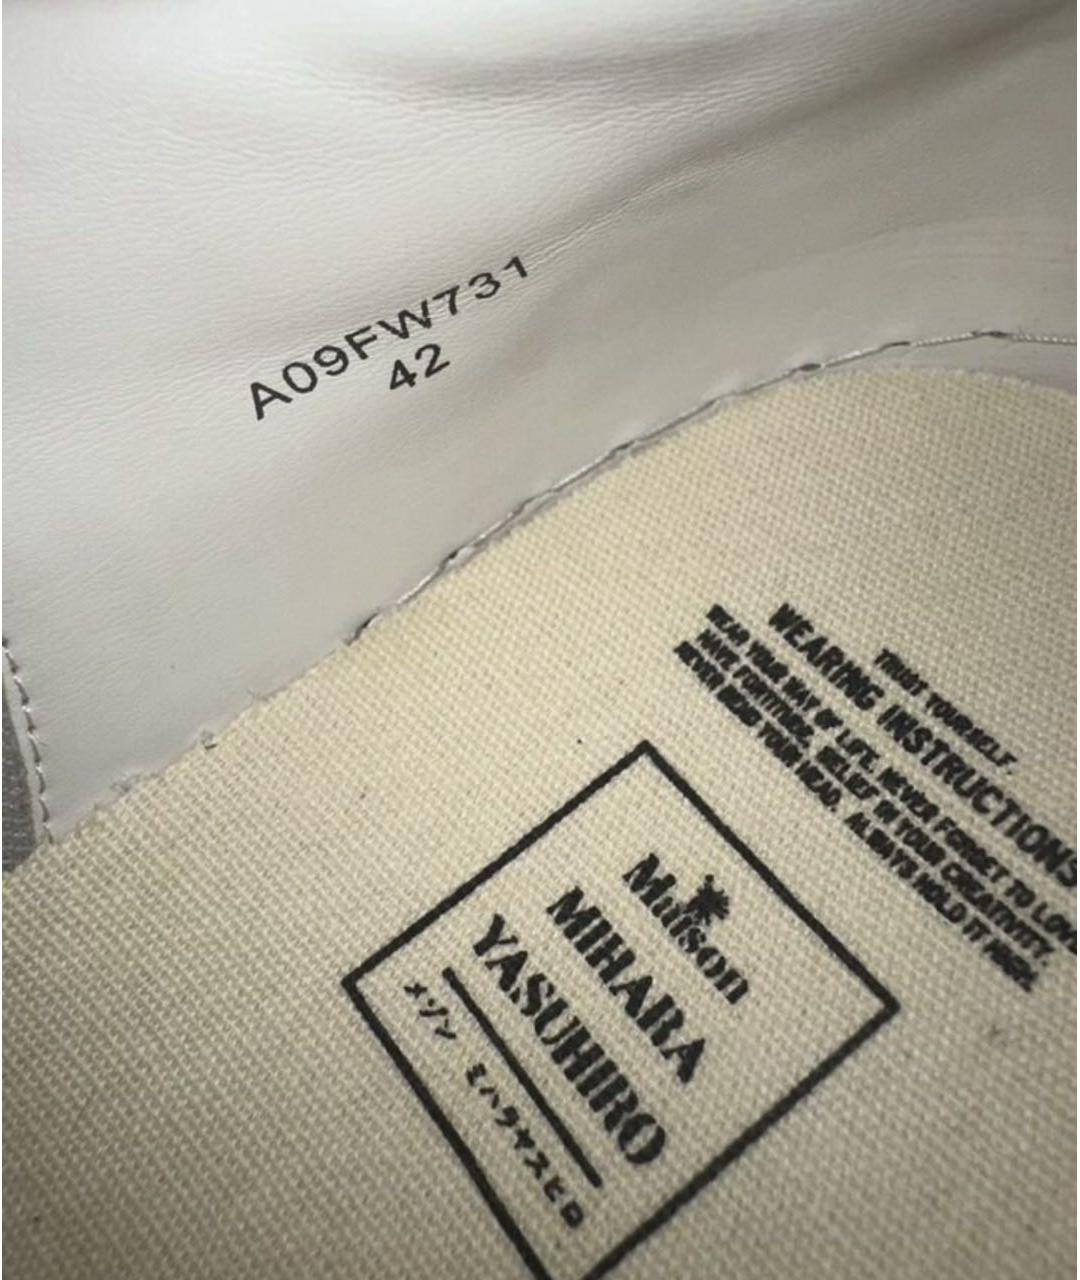 A09FW731
42
TRUST YOURSELF.
WEARING INSTRUCTIONS
WEAR YOUR WAY OF LIFE. NEVER FORGET TO LOVE
HAVE FORTITUDE. BELIEF IN YOUR CREATIVITY.
NEVER BEND YOUR HEAD. ALWAYS HOLD IT HIGH.
Maison
MIHARA
YASUHIRO
メゾン ミハラヤスヒロ